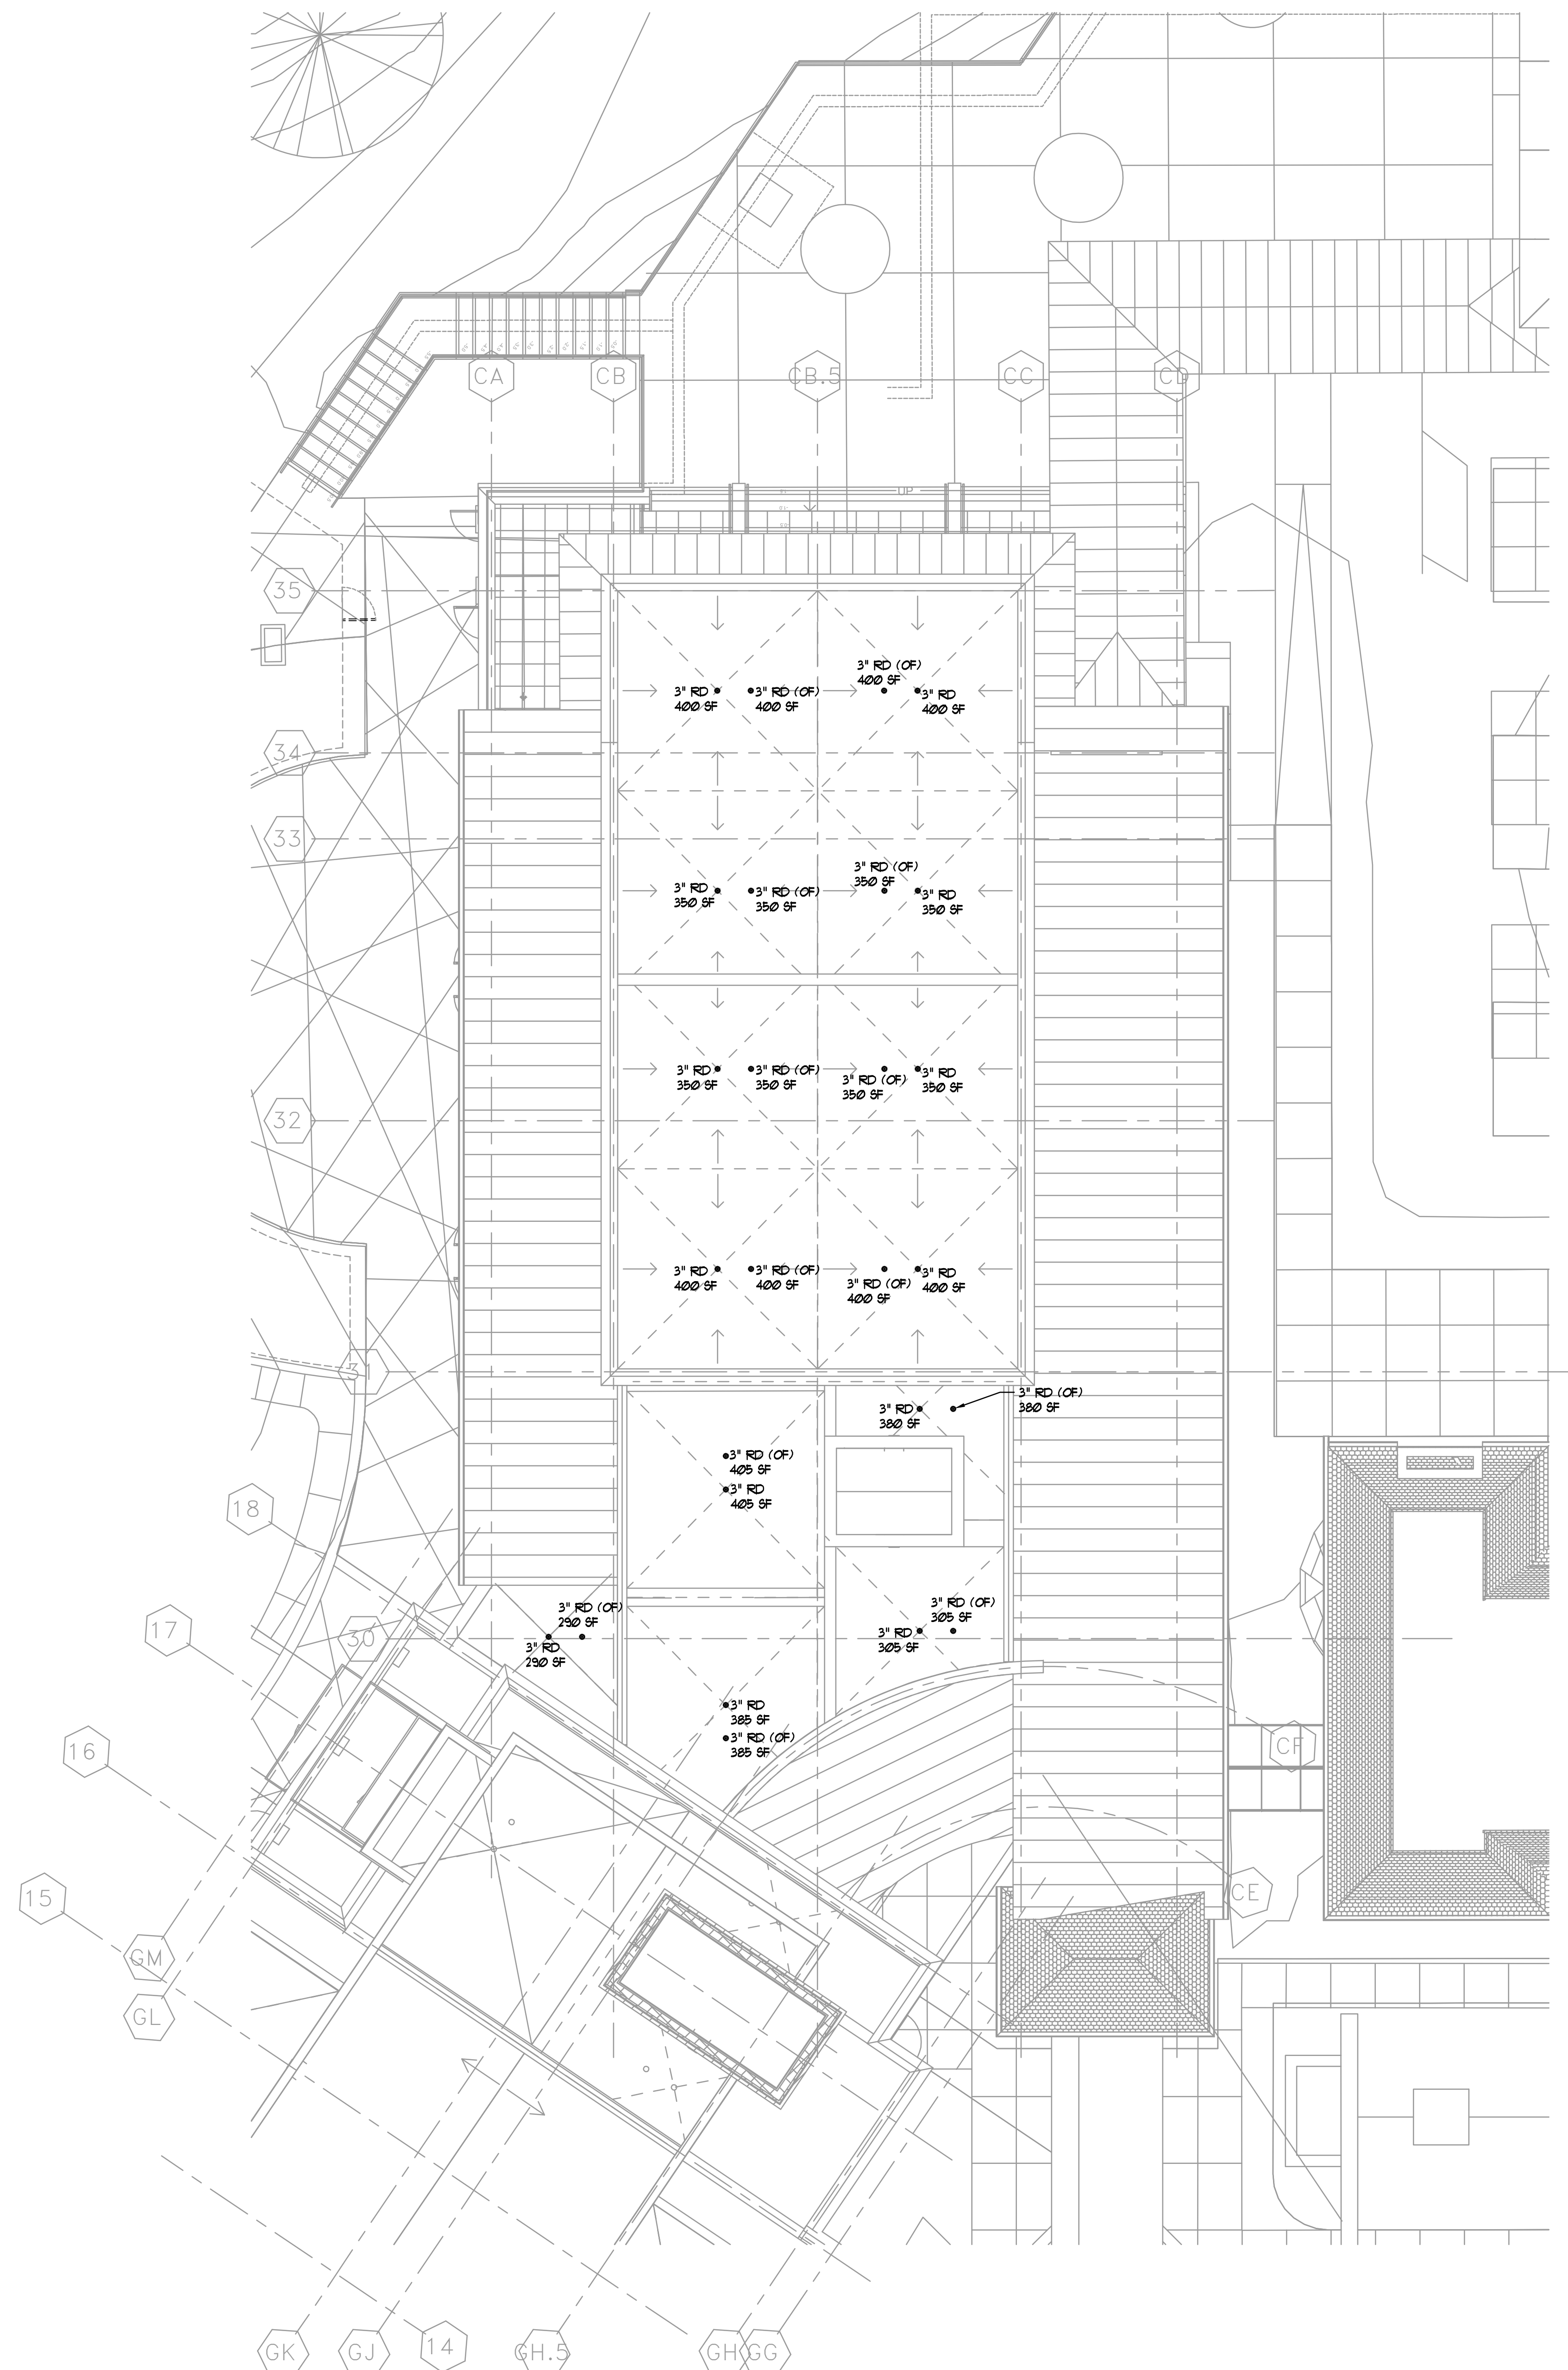 CA
CB
CB.5
CC
CD
UP
35
3" RD (OF)
400 SF
3" RD
400 SF
3" RD (OF)
400 SF
3" RD
400 SF
34
33
3" RD (OF)
350 SF
3" RD
350 SF
3" RD (OF)
350 SF
3" RD
350 SF
3" RD
350 SF
3" RD (OF)
350 SF
3" RD (OF)
350 SF
3" RD
350 SF
32
3" RD
400 SF
3" RD (OF)
400 SF
3" RD (OF)
400 SF
3" RD
400 SF
31
3" RD
380 SF
3" RD (OF)
380 SF
3" RD (OF)
405 SF
3" RD
405 SF
18
17
30
3" RD (OF)
290 SF
3" RD
290 SF
3" RD (OF)
305 SF
3" RD
305 SF
3" RD
385 SF
3" RD (OF)
385 SF
16
CF
15
CE
GM
GL
GK
GJ
14
GH.5
GH
GG